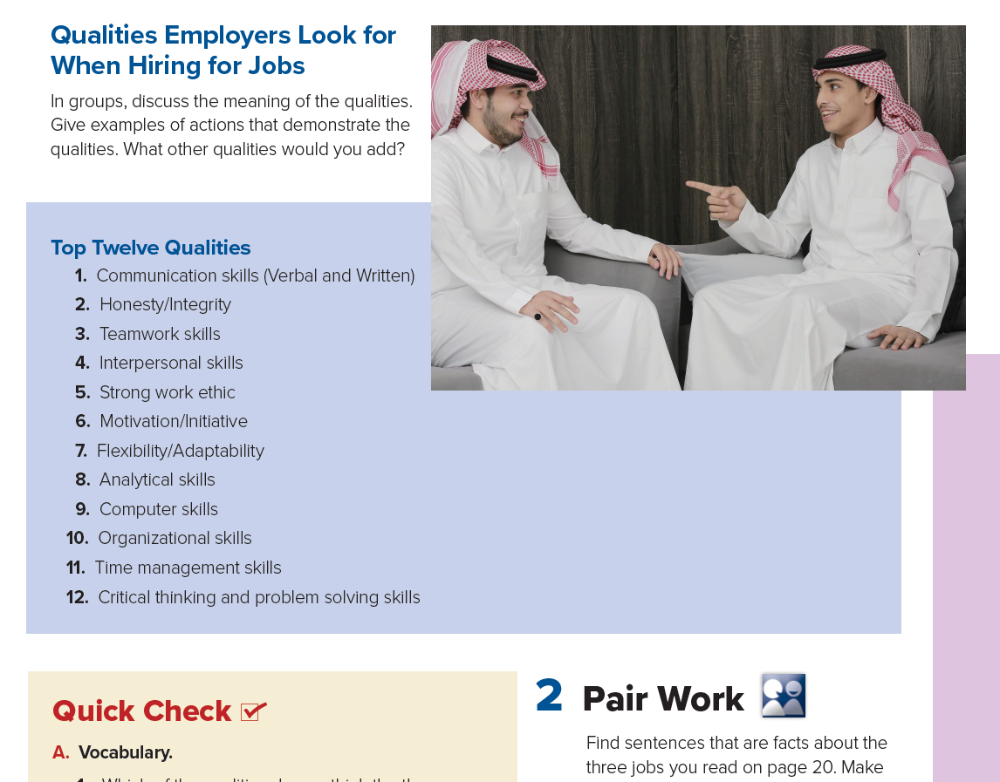 Qualities Employers Look for
When Hiring for Jobs
In groups, discuss the meaning of the qualities.
Give examples of actions that demonstrate the
qualities. What other qualities would you add?
Top Twelve Qualities
1. Communication skills (Verbal and Written)
2. Honesty/Integrity
3. Teamwork skills
4. Interpersonal skills
5. Strong work ethic
6. Motivation/Initiative
7. Flexibility/Adaptability
8. Analytical skills
9. Computer skills
10. Organizational skills
11. Time management skills
12. Critical thinking and problem solving skills
Quick Check
A. Vocabulary.
2 Pair Work
Find sentences that are facts about the
three jobs you read on page 20. Make